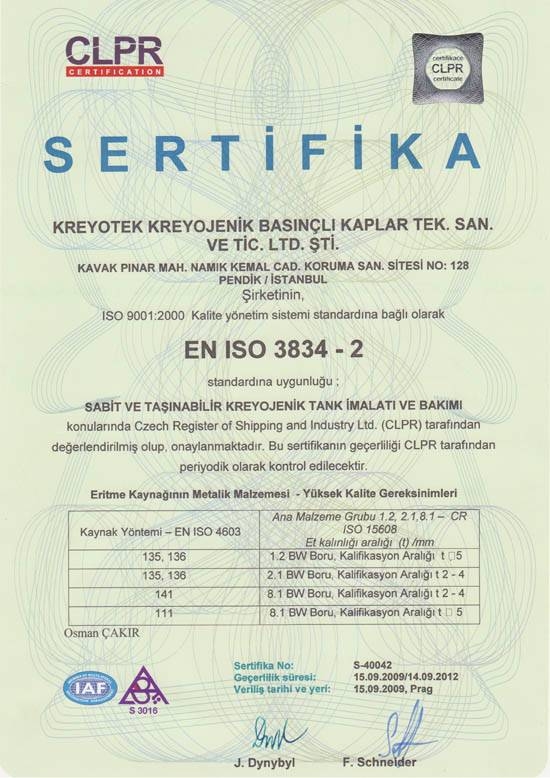 CLPR
CERTIFICATION
certifikace
CLPR
certificate
SERTİFİKA
KREYOTEK KREYOJENİK BASINÇLI KAPLAR TEK. SAN.
VE TİC. LTD. ŞTİ.
KAVAK PINAR MAH. NAMIK KEMAL CAD. KORUMA SAN. SİTESİ NO: 128
PENDİK / İSTANBUL
Şirketinin,
ISO 9001:2000 Kalite yönetim sistemi standardına bağlı olarak
EN ISO 3834 - 2
standardına uygunluğu ;
SABİT VE TAŞINABİLİR KREYOJENİK TANK İMALATI VE BAKIMI
konularında Czech Register of Shipping and Industry Ltd. (CLPR) tarafından
değerlendirilmiş olup, onaylanmaktadır. Bu sertifikanın geçerliliği CLPR tarafından
periyodik olarak kontrol edilecektir.
Eritme Kaynağının Metalik Malzemesi - Yüksek Kalite Gereksinimleri
Kaynak Yöntemi – EN ISO 4603
Ana Malzeme Grubu 1.2, 2.1,8.1 – CR
ISO 15608
Et kalınlığı aralığı (t) /mm
135, 136 1.2 BW Boru, Kalifikasyon Aralığı t □5
135, 136 2.1 BW Boru, Kalifikasyon Aralığı t 2 - 4
141 8.1 BW Boru, Kalifikasyon Aralığı t 2 - 4
111 8.1 BW Boru, Kalifikasyon Aralığı t □ 5
Osman ÇAKIR
IAF
S 3016
Sertifika No: S-40042
Geçerlilik süresi: 15.09.2009/14.09.2012
Veriliş tarihi ve yeri: 15.09.2009, Prag
J. Dynybyl F. Schneider